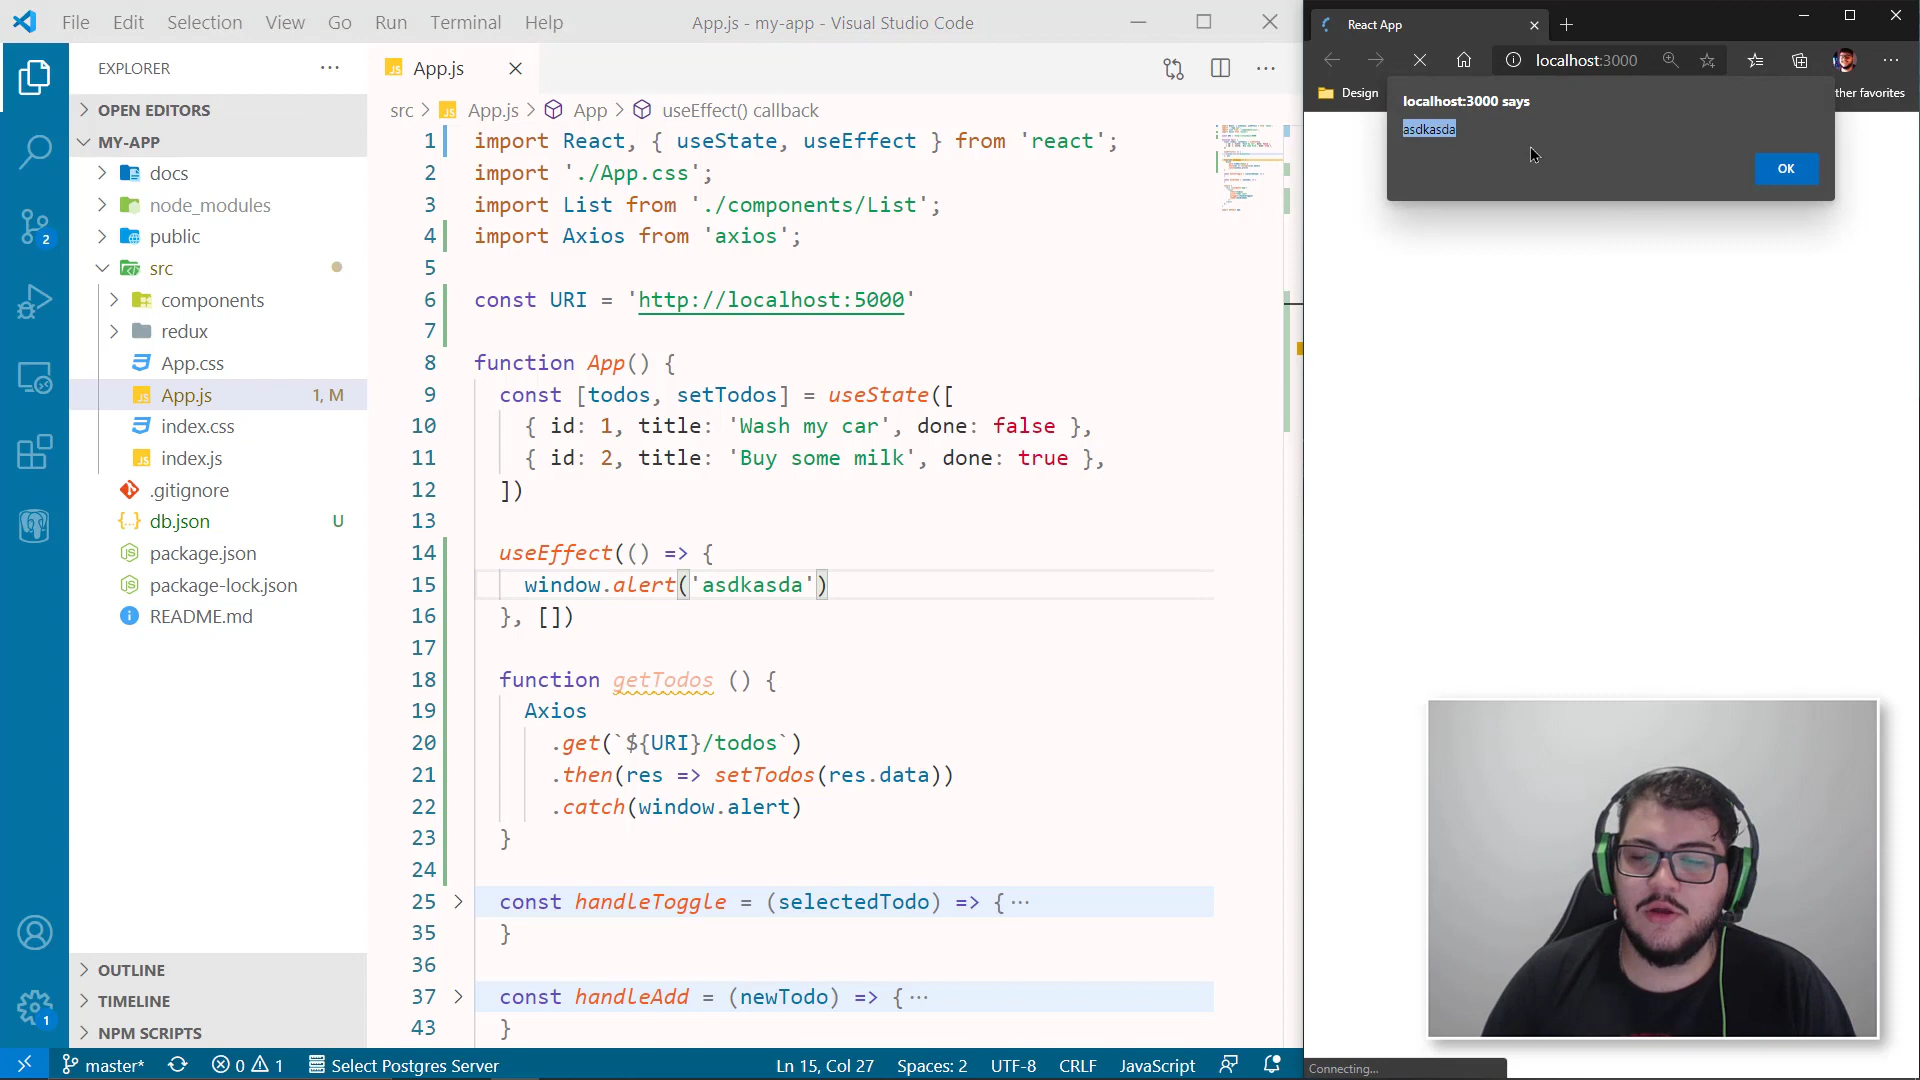 File Edit Selection View Go Run Terminal Help
App.js - my-app - Visual Studio Code
EXPLORER
OPEN EDITORS
MY-APP
docs
node_modules
public
src
components
redux
App.css
App.js 1, M
index.css
index.js
.gitignore
db.json U
package.json
package-lock.json
README.md
OUTLINE
TIMELINE
NPM SCRIPTS
App.js
src > App.js > App > useEffect() callback
1 import React, { useState, useEffect } from 'react';
2 import './App.css';
3 import List from './components/List';
4 import Axios from 'axios';
5
6 const URI = 'http://localhost:5000'
7
8 function App() {
9 const [todos, setTodos] = useState([
10 { id: 1, title: 'Wash my car', done: false },
11 { id: 2, title: 'Buy some milk', done: true },
12 ])
13
14 useEffect(() => {
15 window.alert('asdkasda')
16 }, [])
17
18 function getTodos () {
19 Axios
20 .get(`${URI}/todos`)
21 .then(res => setTodos(res.data))
22 .catch(window.alert)
23 }
24
25 const handleToggle = (selectedTodo) => { ···
35 }
36
37 const handleAdd = (newTodo) => { ···
43 }
2
1
master* 0 1 Select Postgres Server Ln 15, Col 27 Spaces: 2 UTF-8 CRLF JavaScript
React App
localhost:3000
Design
ther favorites
localhost:3000 says
asdkasda
OK
Connecting...